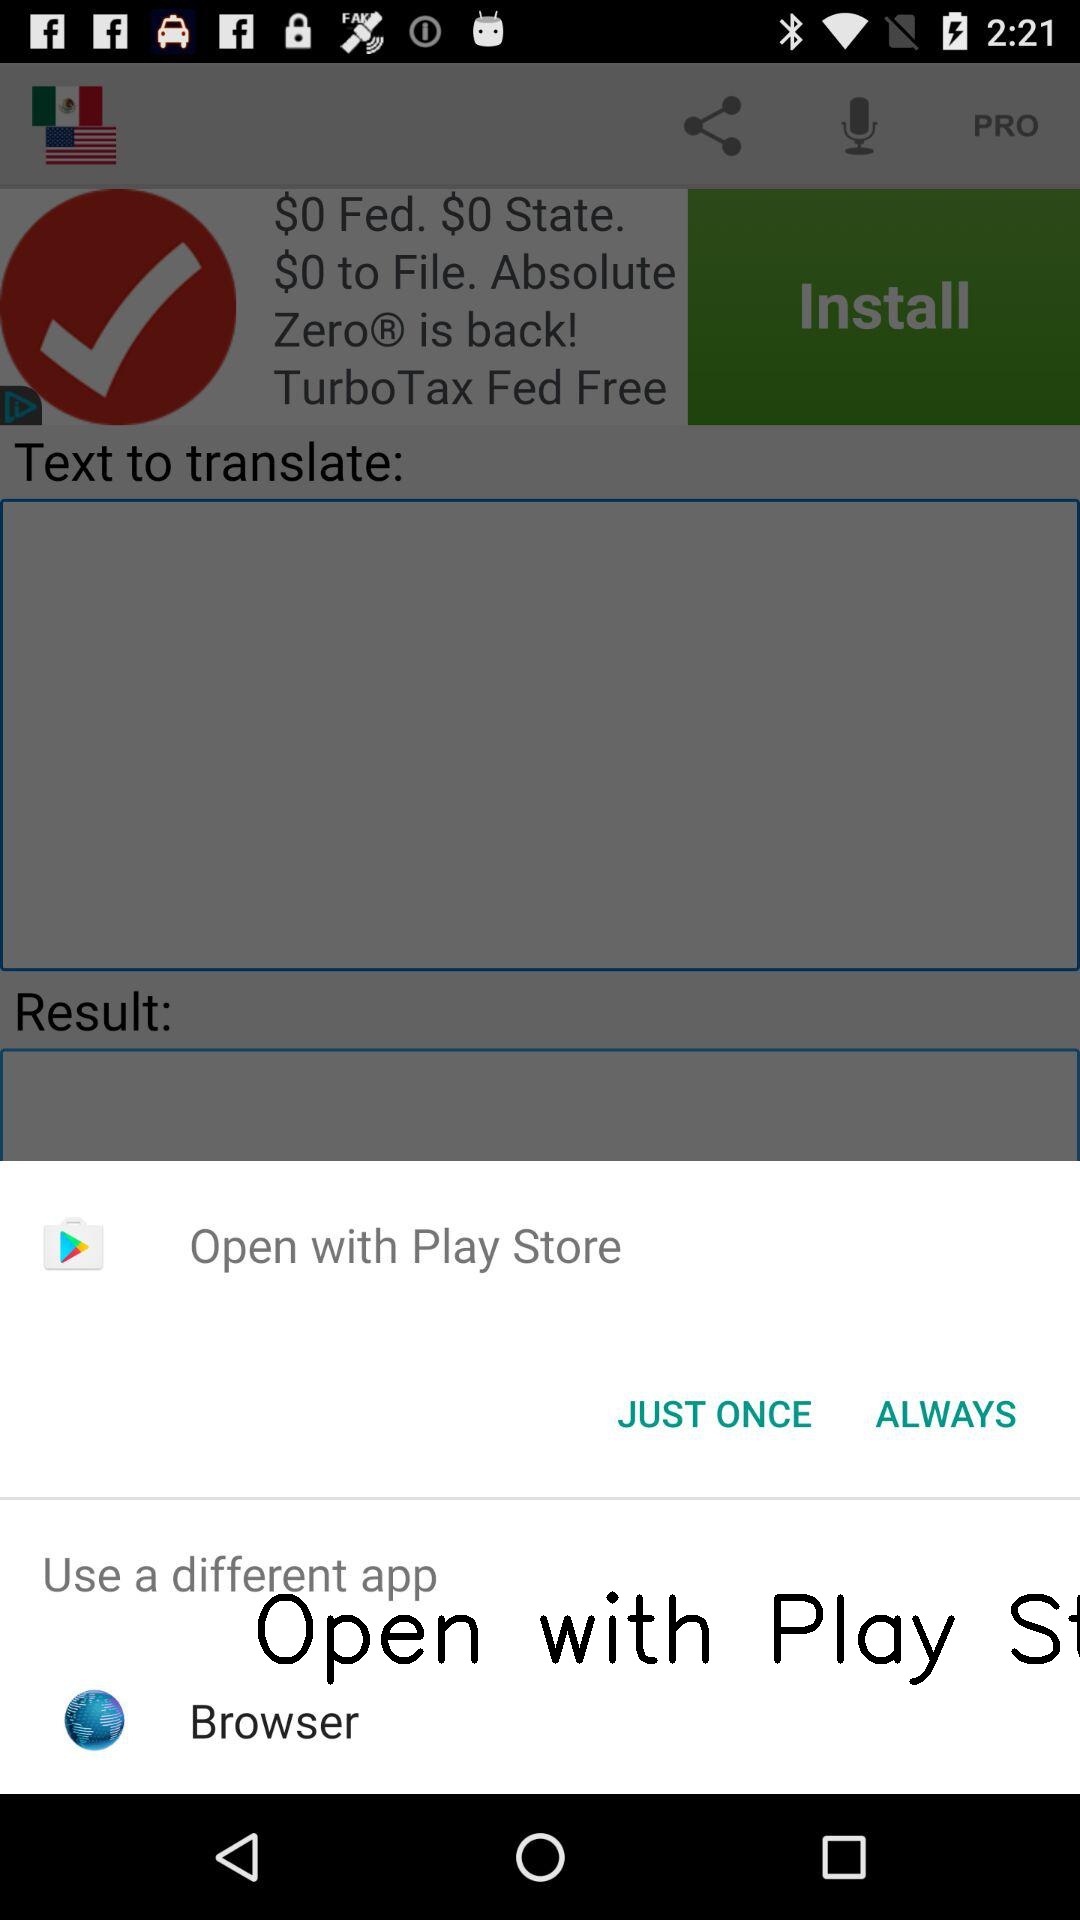 FAKE
2:21
PRO
$0 Fed. $0 State.
$0 to File. Absolute
Zero® is back!
TurboTax Fed Free
Install
Text to translate:
Result:
Open with Play Store
JUST ONCE
ALWAYS
Use a different app
Open with Play St
Browser